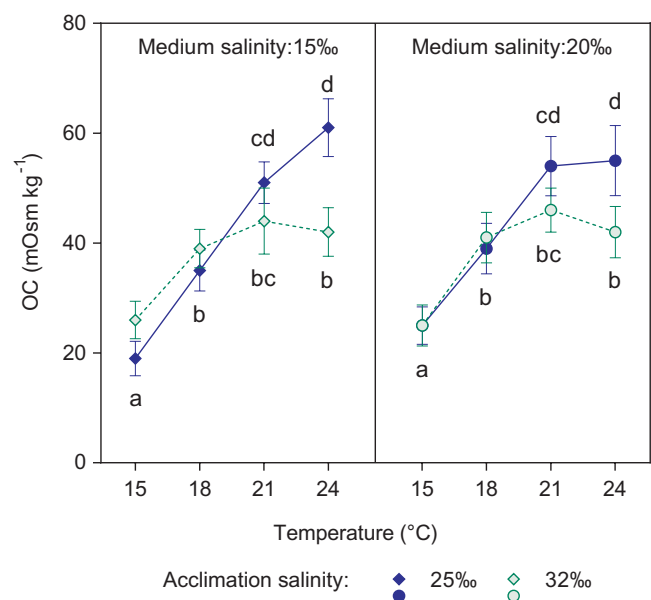 Medium salinity:15‰
Medium salinity:20‰
OC (mOsm kg⁻¹)
80
60
40
20
0
d
cd
bc
b
b
a
d
cd
bc
b
b
a
15 18 21 24 15 18 21 24
Temperature (°C)
Acclimation salinity: 25‰ 32‰